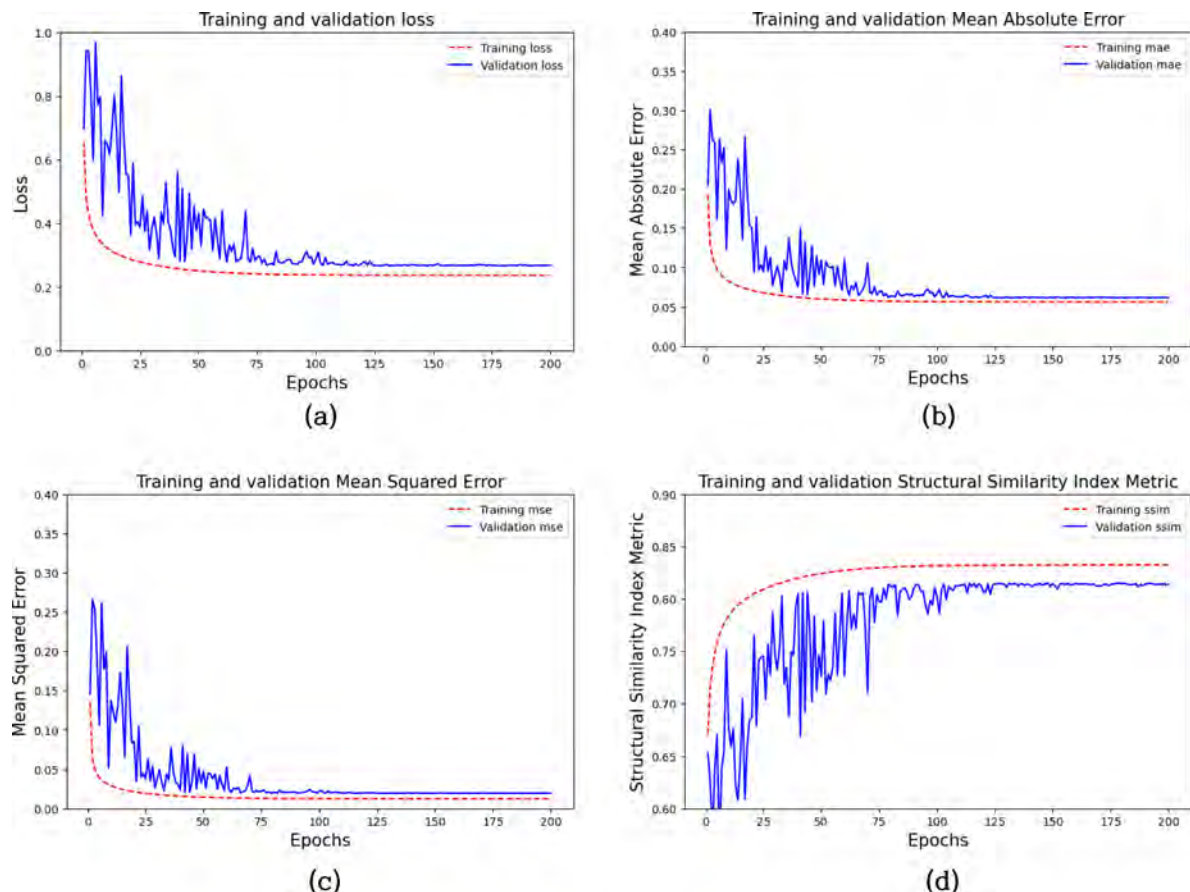 Training and validation loss
1.0
0.8
0.6
0.4
0.2
0.0
Loss
Training loss
Validation loss
0 25 50 75 100 125 150 175 200
Epochs
(a)
Training and validation Mean Absolute Error
0.40
0.35
0.30
0.25
0.20
0.15
0.10
0.05
0.00
Mean Absolute Error
Training mae
Validation mae
0 25 50 75 100 125 150 175 200
Epochs
(b)
Training and validation Mean Squared Error
0.40
0.35
0.30
0.25
0.20
0.15
0.10
0.05
0.00
Mean Squared Error
Training mse
Validation mse
0 25 50 75 100 125 150 175 200
Epochs
(c)
Training and validation Structural Similarity Index Metric
0.90
0.85
0.80
0.75
0.70
0.65
0.60
Structural Similarity Index Metric
Training ssim
Validation ssim
0 25 50 75 100 125 150 175 200
Epochs
(d)